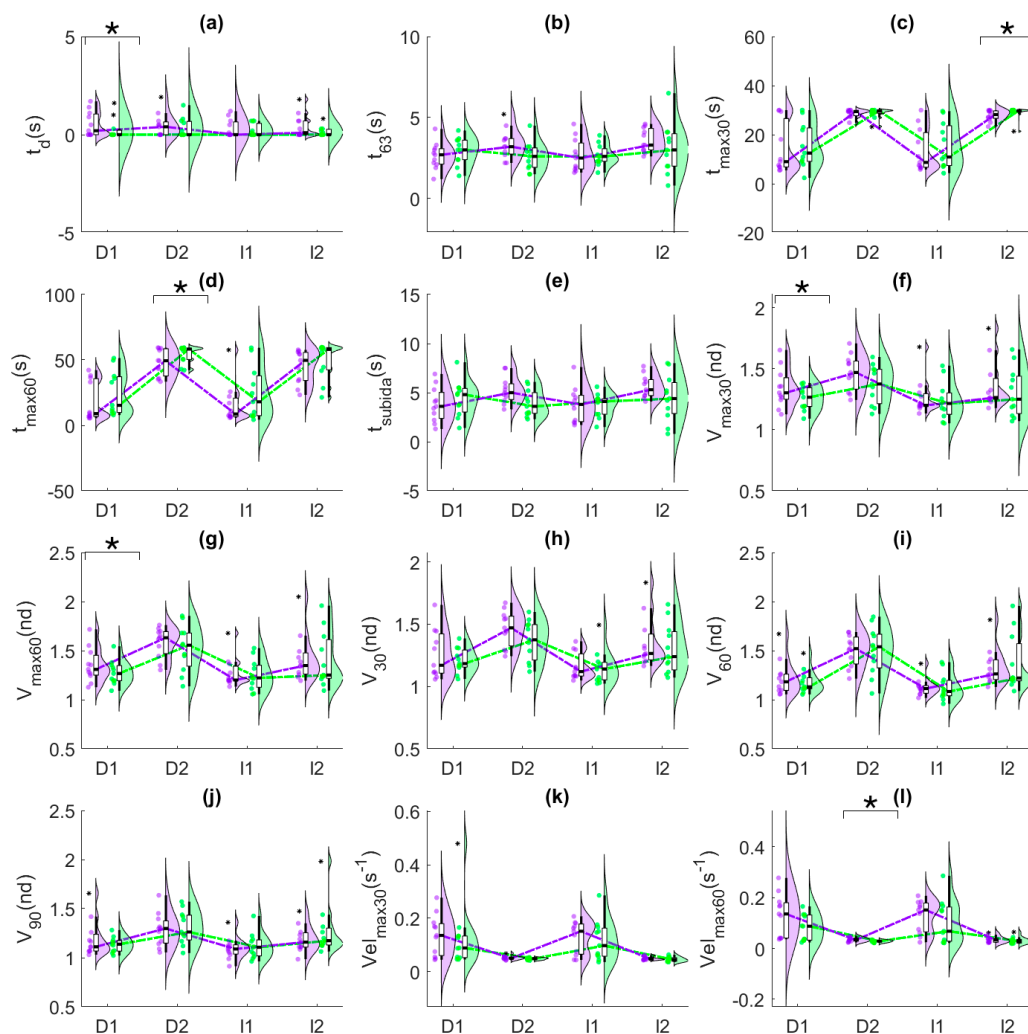 (a) (b) (c)
5 10 60
40
t_d(s) 0 t_63(s) 5 t_max30(s) 20
0
0
-5 -20
D1 D2 I1 I2 D1 D2 I1 I2 D1 D2 I1 I2
(d) (e) (f)
100 15 2
10
t_max60(s) 50 t_subida(s) 5 V_max30(nd) 1.5
0 0 1
-50 -5 0.5
D1 D2 I1 I2 D1 D2 I1 I2 D1 D2 I1 I2
(g) (h) (i)
2.5 2 2.5
V_max60(nd) 2 V_30(nd) 1.5 V_60(nd) 2
1.5 1.5
1 1 1
0.5 0.5 0.5
D1 D2 I1 I2 D1 D2 I1 I2 D1 D2 I1 I2
(j) (k) (l)
2.5 0.6
V_90(nd) 2 Vel_max30(s^-1) 0.4 Vel_max60(s^-1) 0.4
1.5 0.2 0.2
1 0 0
0.5 -0.2
D1 D2 I1 I2 D1 D2 I1 I2 D1 D2 I1 I2